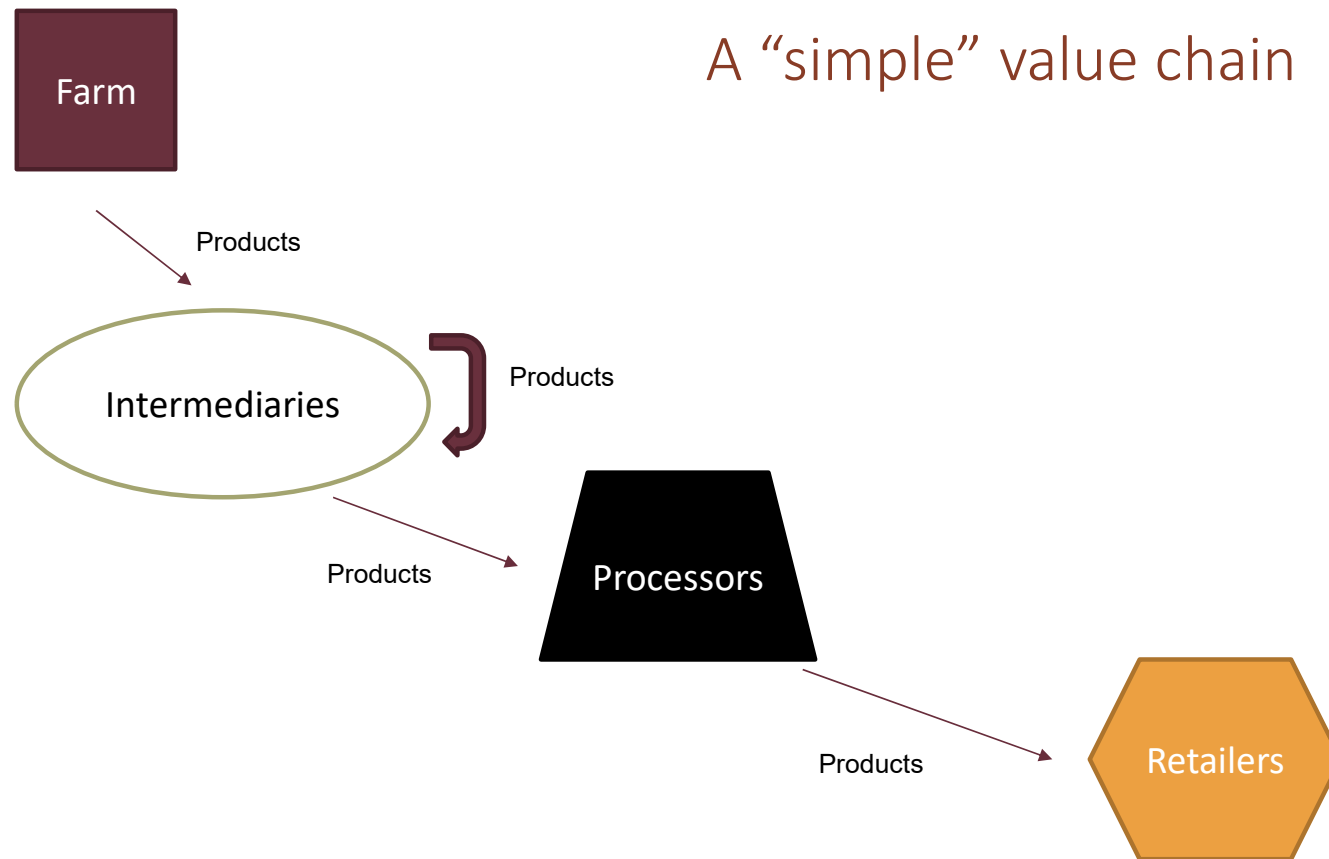 A “simple” value chain
Farm
Products
Products
Intermediaries
Products
Processors
Products
Retailers